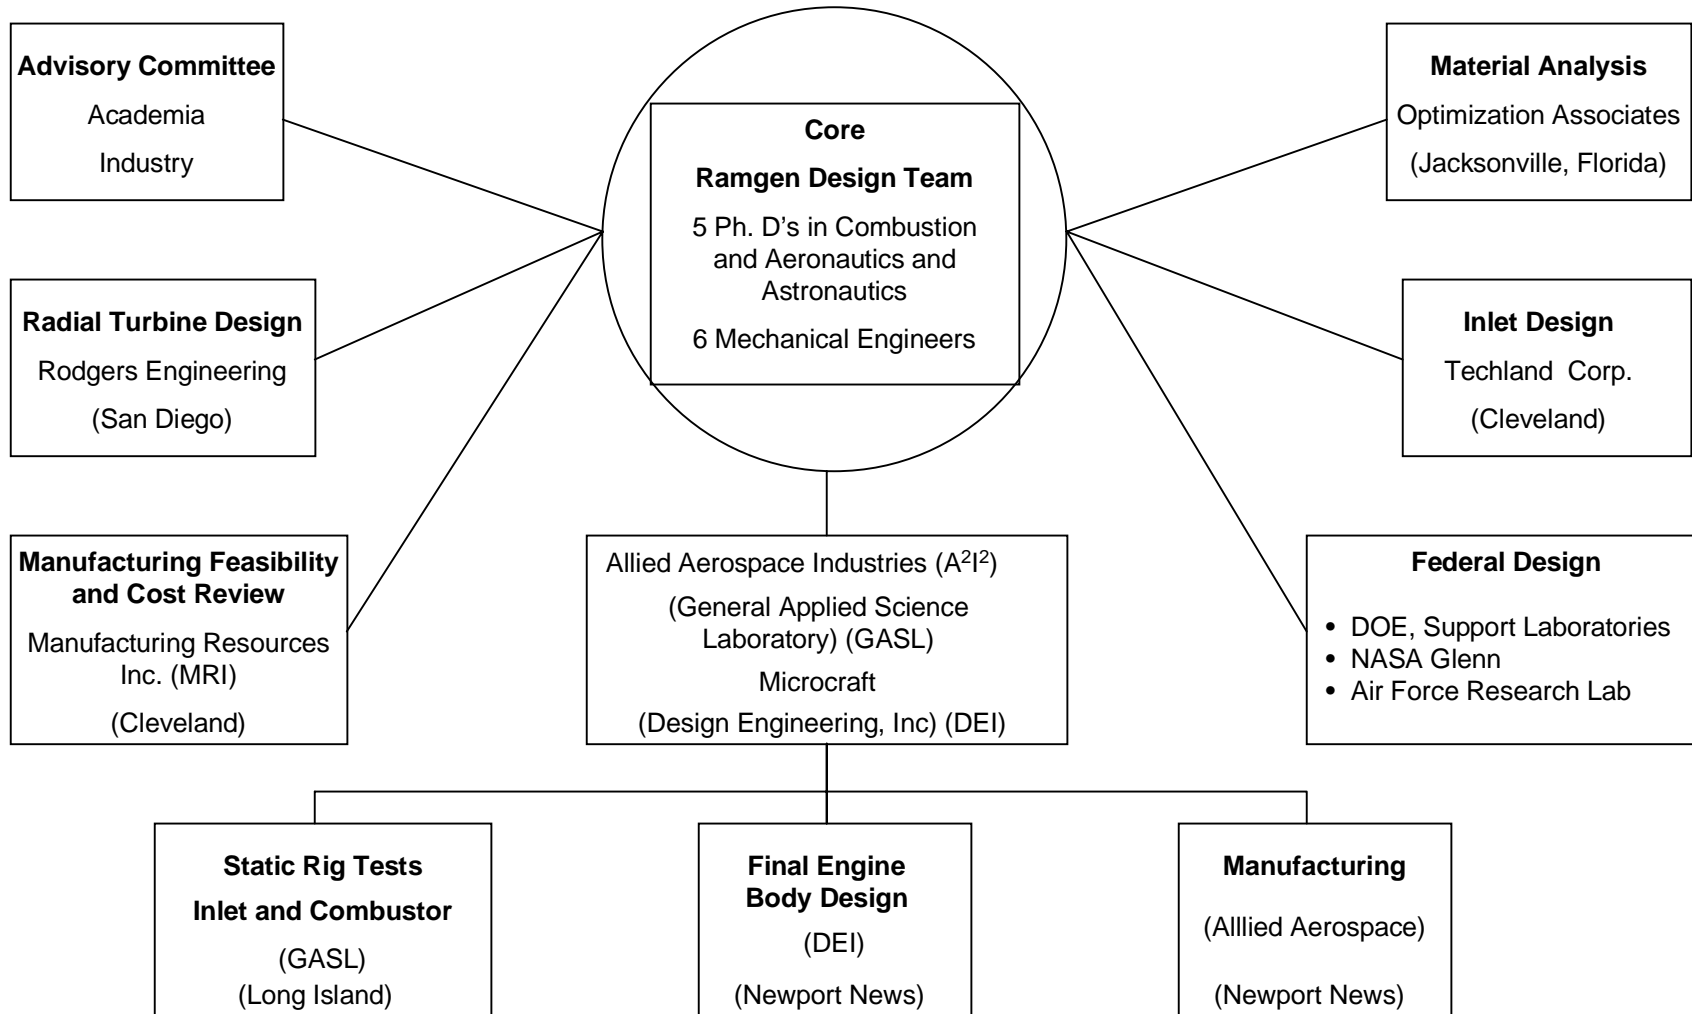 Advisory Committee
Academia
Industry
Core
Ramgen Design Team
5 Ph. D’s in Combustion
and Aeronautics and
Astronautics
6 Mechanical Engineers
Material Analysis
Optimization Associates
(Jacksonville, Florida)
Radial Turbine Design
Rodgers Engineering
(San Diego)
Inlet Design
Techland Corp.
(Cleveland)
Manufacturing Feasibility
and Cost Review
Manufacturing Resources
Inc. (MRI)
(Cleveland)
Allied Aerospace Industries (A²I²)
(General Applied Science
Laboratory) (GASL)
Microcraft
(Design Engineering, Inc) (DEI)
Federal Design
• DOE, Support Laboratories
• NASA Glenn
• Air Force Research Lab
Static Rig Tests
Inlet and Combustor
(GASL)
(Long Island)
Final Engine
Body Design
(DEI)
(Newport News)
Manufacturing
(Alllied Aerospace)
(Newport News)